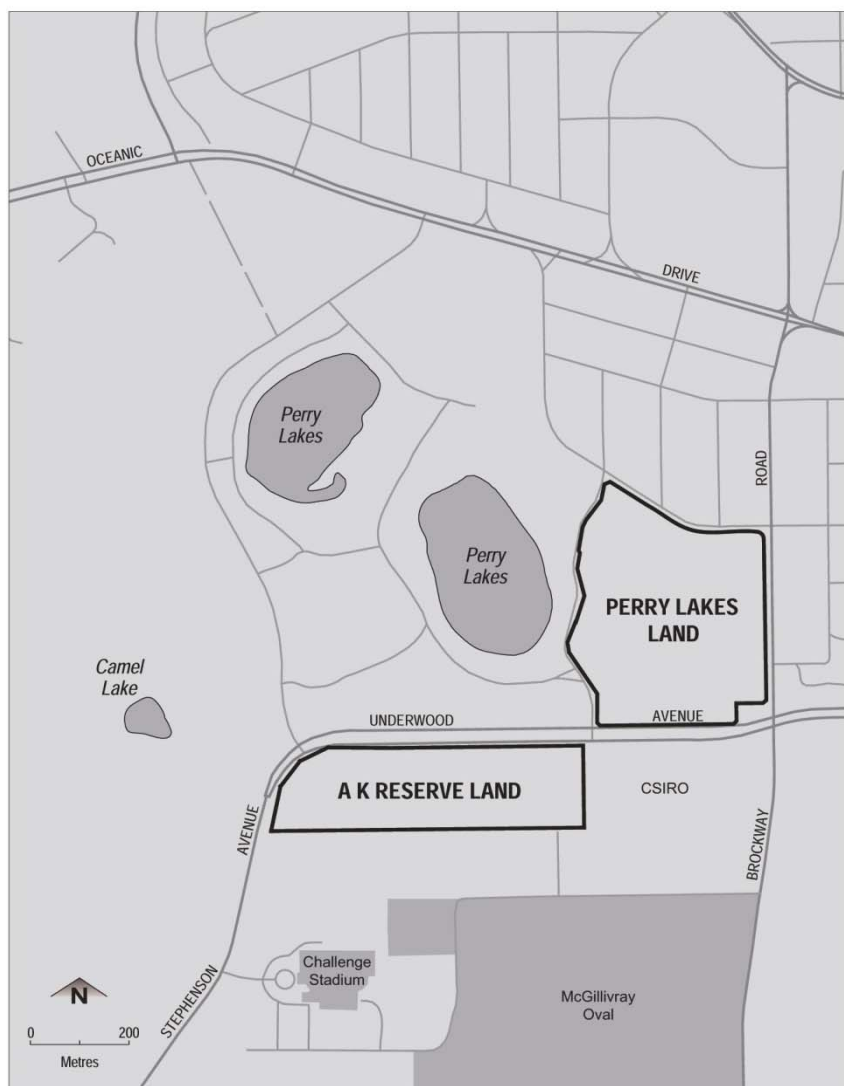 OCEANIC
DRIVE
Perry
Lakes
ROAD
Perry
Lakes
PERRY LAKES
LAND
Camel
Lake
UNDERWOOD
AVENUE
A K RESERVE LAND
CSIRO
AVENUE
BROCKWAY
STEPHENSON
Challenge
Stadium
McGillivray
Oval
N
0
200
Metres